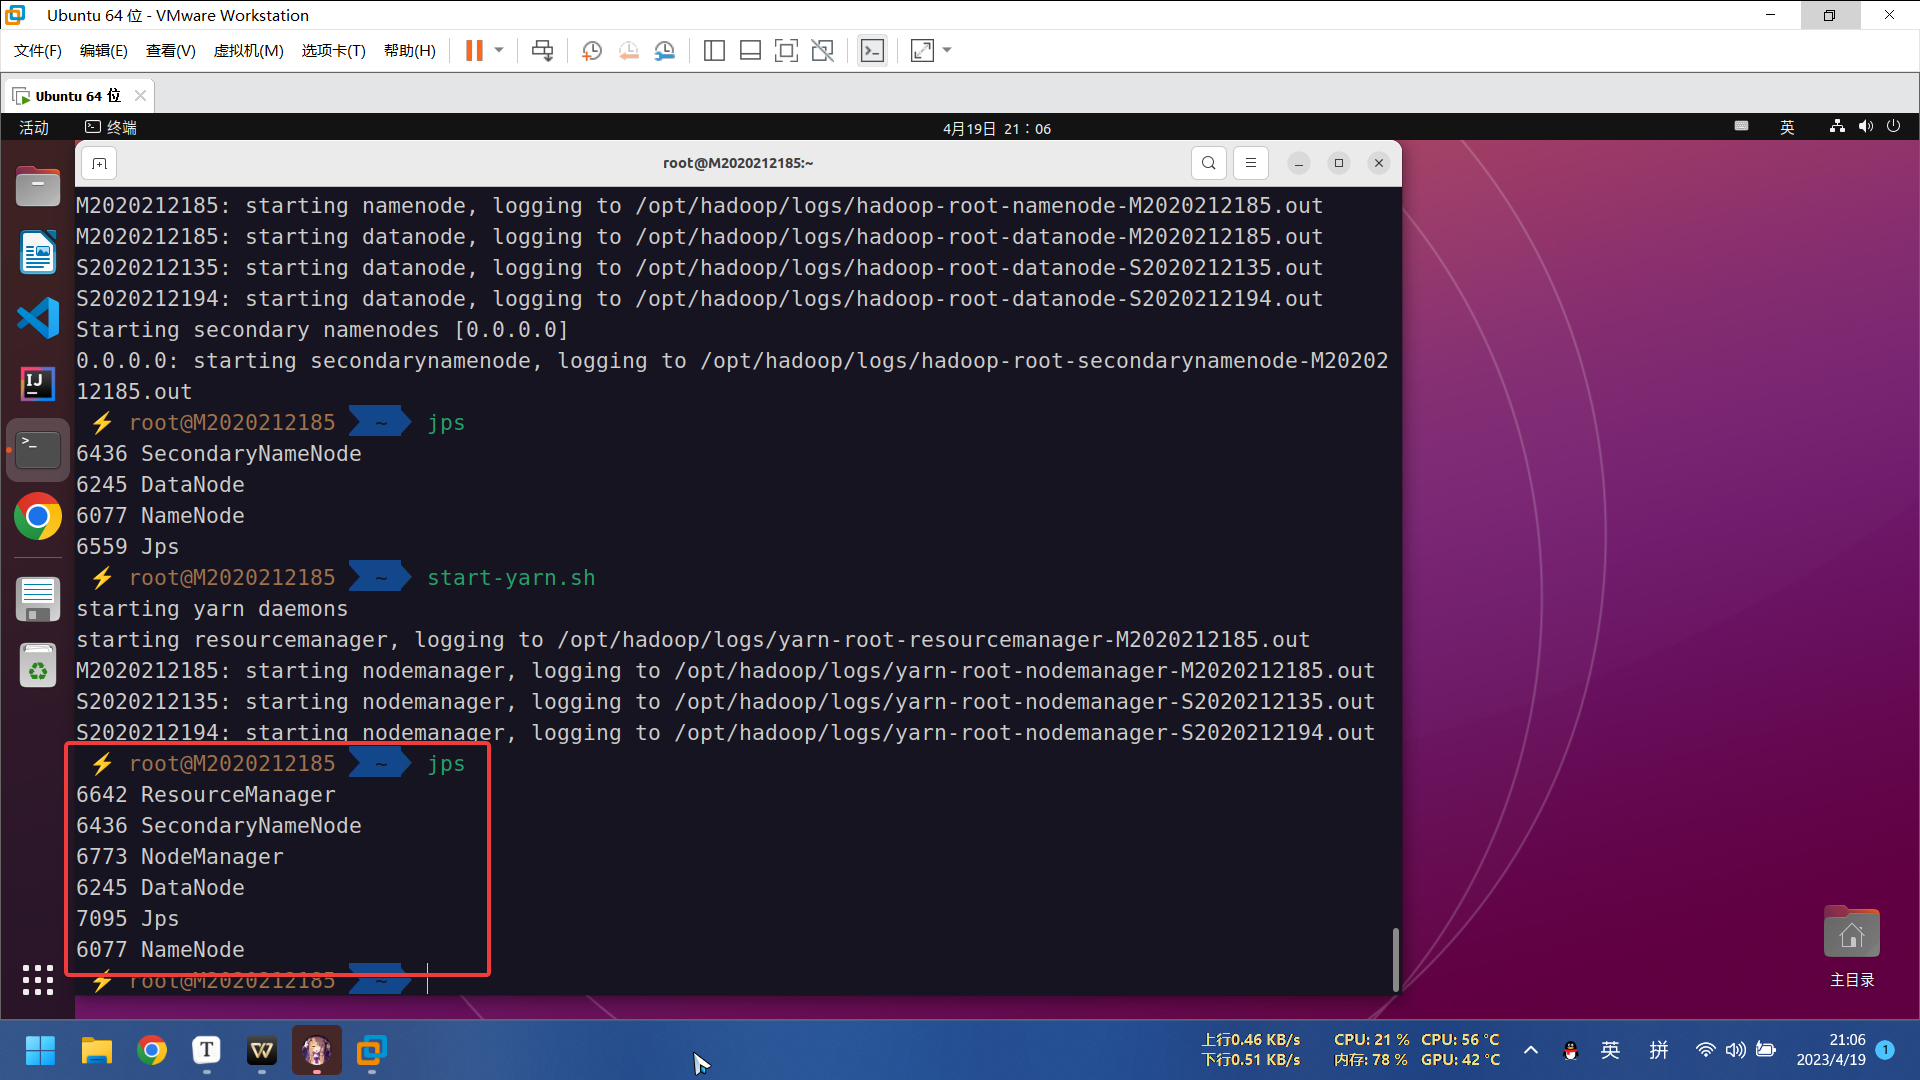 Ubuntu 64 位 - VMware Workstation
文件(F) 编辑(E) 查看(V) 虚拟机(M) 选项卡(T) 帮助(H)
Ubuntu 64 位
活动 终端 4月19日 21：06 英
root@M2020212185:~
M2020212185: starting namenode, logging to /opt/hadoop/logs/hadoop-root-namenode-M2020212185.out
M2020212185: starting datanode, logging to /opt/hadoop/logs/hadoop-root-datanode-M2020212185.out
S2020212135: starting datanode, logging to /opt/hadoop/logs/hadoop-root-datanode-S2020212135.out
S2020212194: starting datanode, logging to /opt/hadoop/logs/hadoop-root-datanode-S2020212194.out
Starting secondary namenodes [0.0.0.0]
0.0.0.0: starting secondarynamenode, logging to /opt/hadoop/logs/hadoop-root-secondarynamenode-M20202
12185.out
⚡ root@M2020212185 ~ jps
6436 SecondaryNameNode
6245 DataNode
6077 NameNode
6559 Jps
⚡ root@M2020212185 ~ start-yarn.sh
starting yarn daemons
starting resourcemanager, logging to /opt/hadoop/logs/yarn-root-resourcemanager-M2020212185.out
M2020212185: starting nodemanager, logging to /opt/hadoop/logs/yarn-root-nodemanager-M2020212185.out
S2020212135: starting nodemanager, logging to /opt/hadoop/logs/yarn-root-nodemanager-S2020212135.out
S2020212194: starting nodemanager, logging to /opt/hadoop/logs/yarn-root-nodemanager-S2020212194.out
⚡ root@M2020212185 ~ jps
6642 ResourceManager
6436 SecondaryNameNode
6773 NodeManager
6245 DataNode
7095 Jps
6077 NameNode
⚡ root@M2020212185 ~
主目录
上行0.46 KB/s CPU: 21 % CPU: 56 °C
下行0.51 KB/s 内存: 78 % GPU: 42 °C
英 拼
21:06
2023/4/19
1